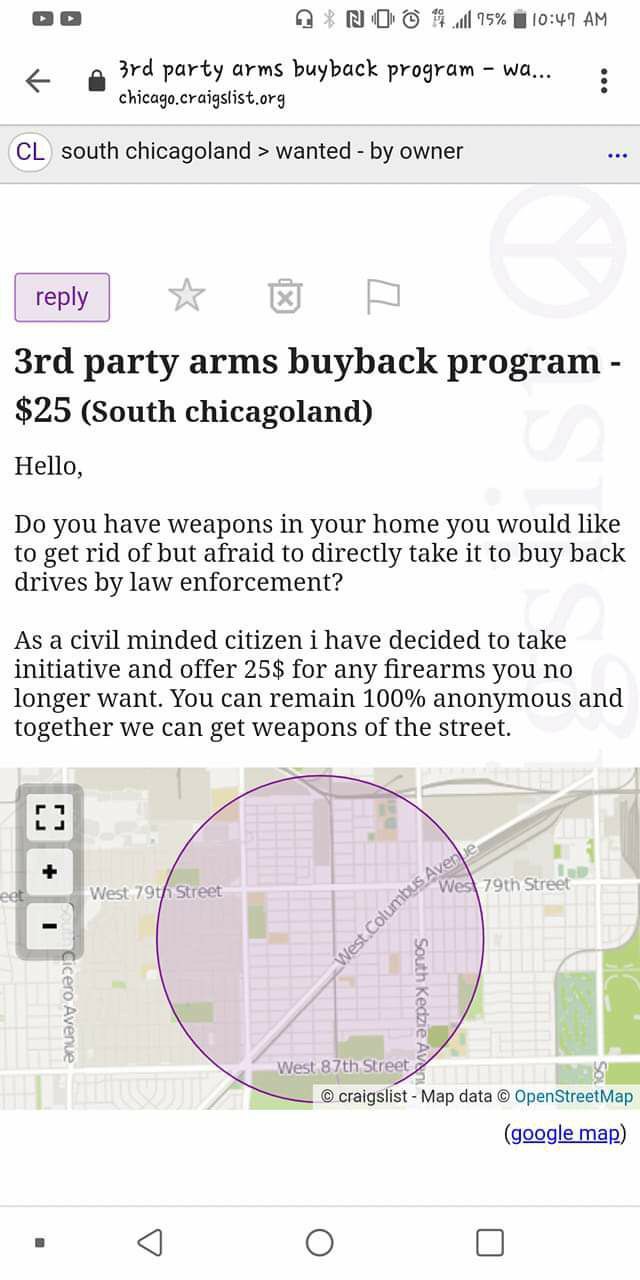 4G
75% 10:47 AM
3rd party arms buyback program - wa...
chicago.craigslist.org
CL south chicagoland > wanted - by owner
reply
3rd party arms buyback program -
$25 (South chicagoland)
Hello,
Do you have weapons in your home you would like
to get rid of but afraid to directly take it to buy back
drives by law enforcement?
As a civil minded citizen i have decided to take
initiative and offer 25$ for any firearms you no
longer want. You can remain 100% anonymous and
together we can get weapons of the street.
+
-
eet
West 79th Street
West Columbus Avenue
West 79th Street
Cicero Avenue
South Kedzie Aven
West 87th Street
Sou
© craigslist - Map data © OpenStreetMap
(google map)